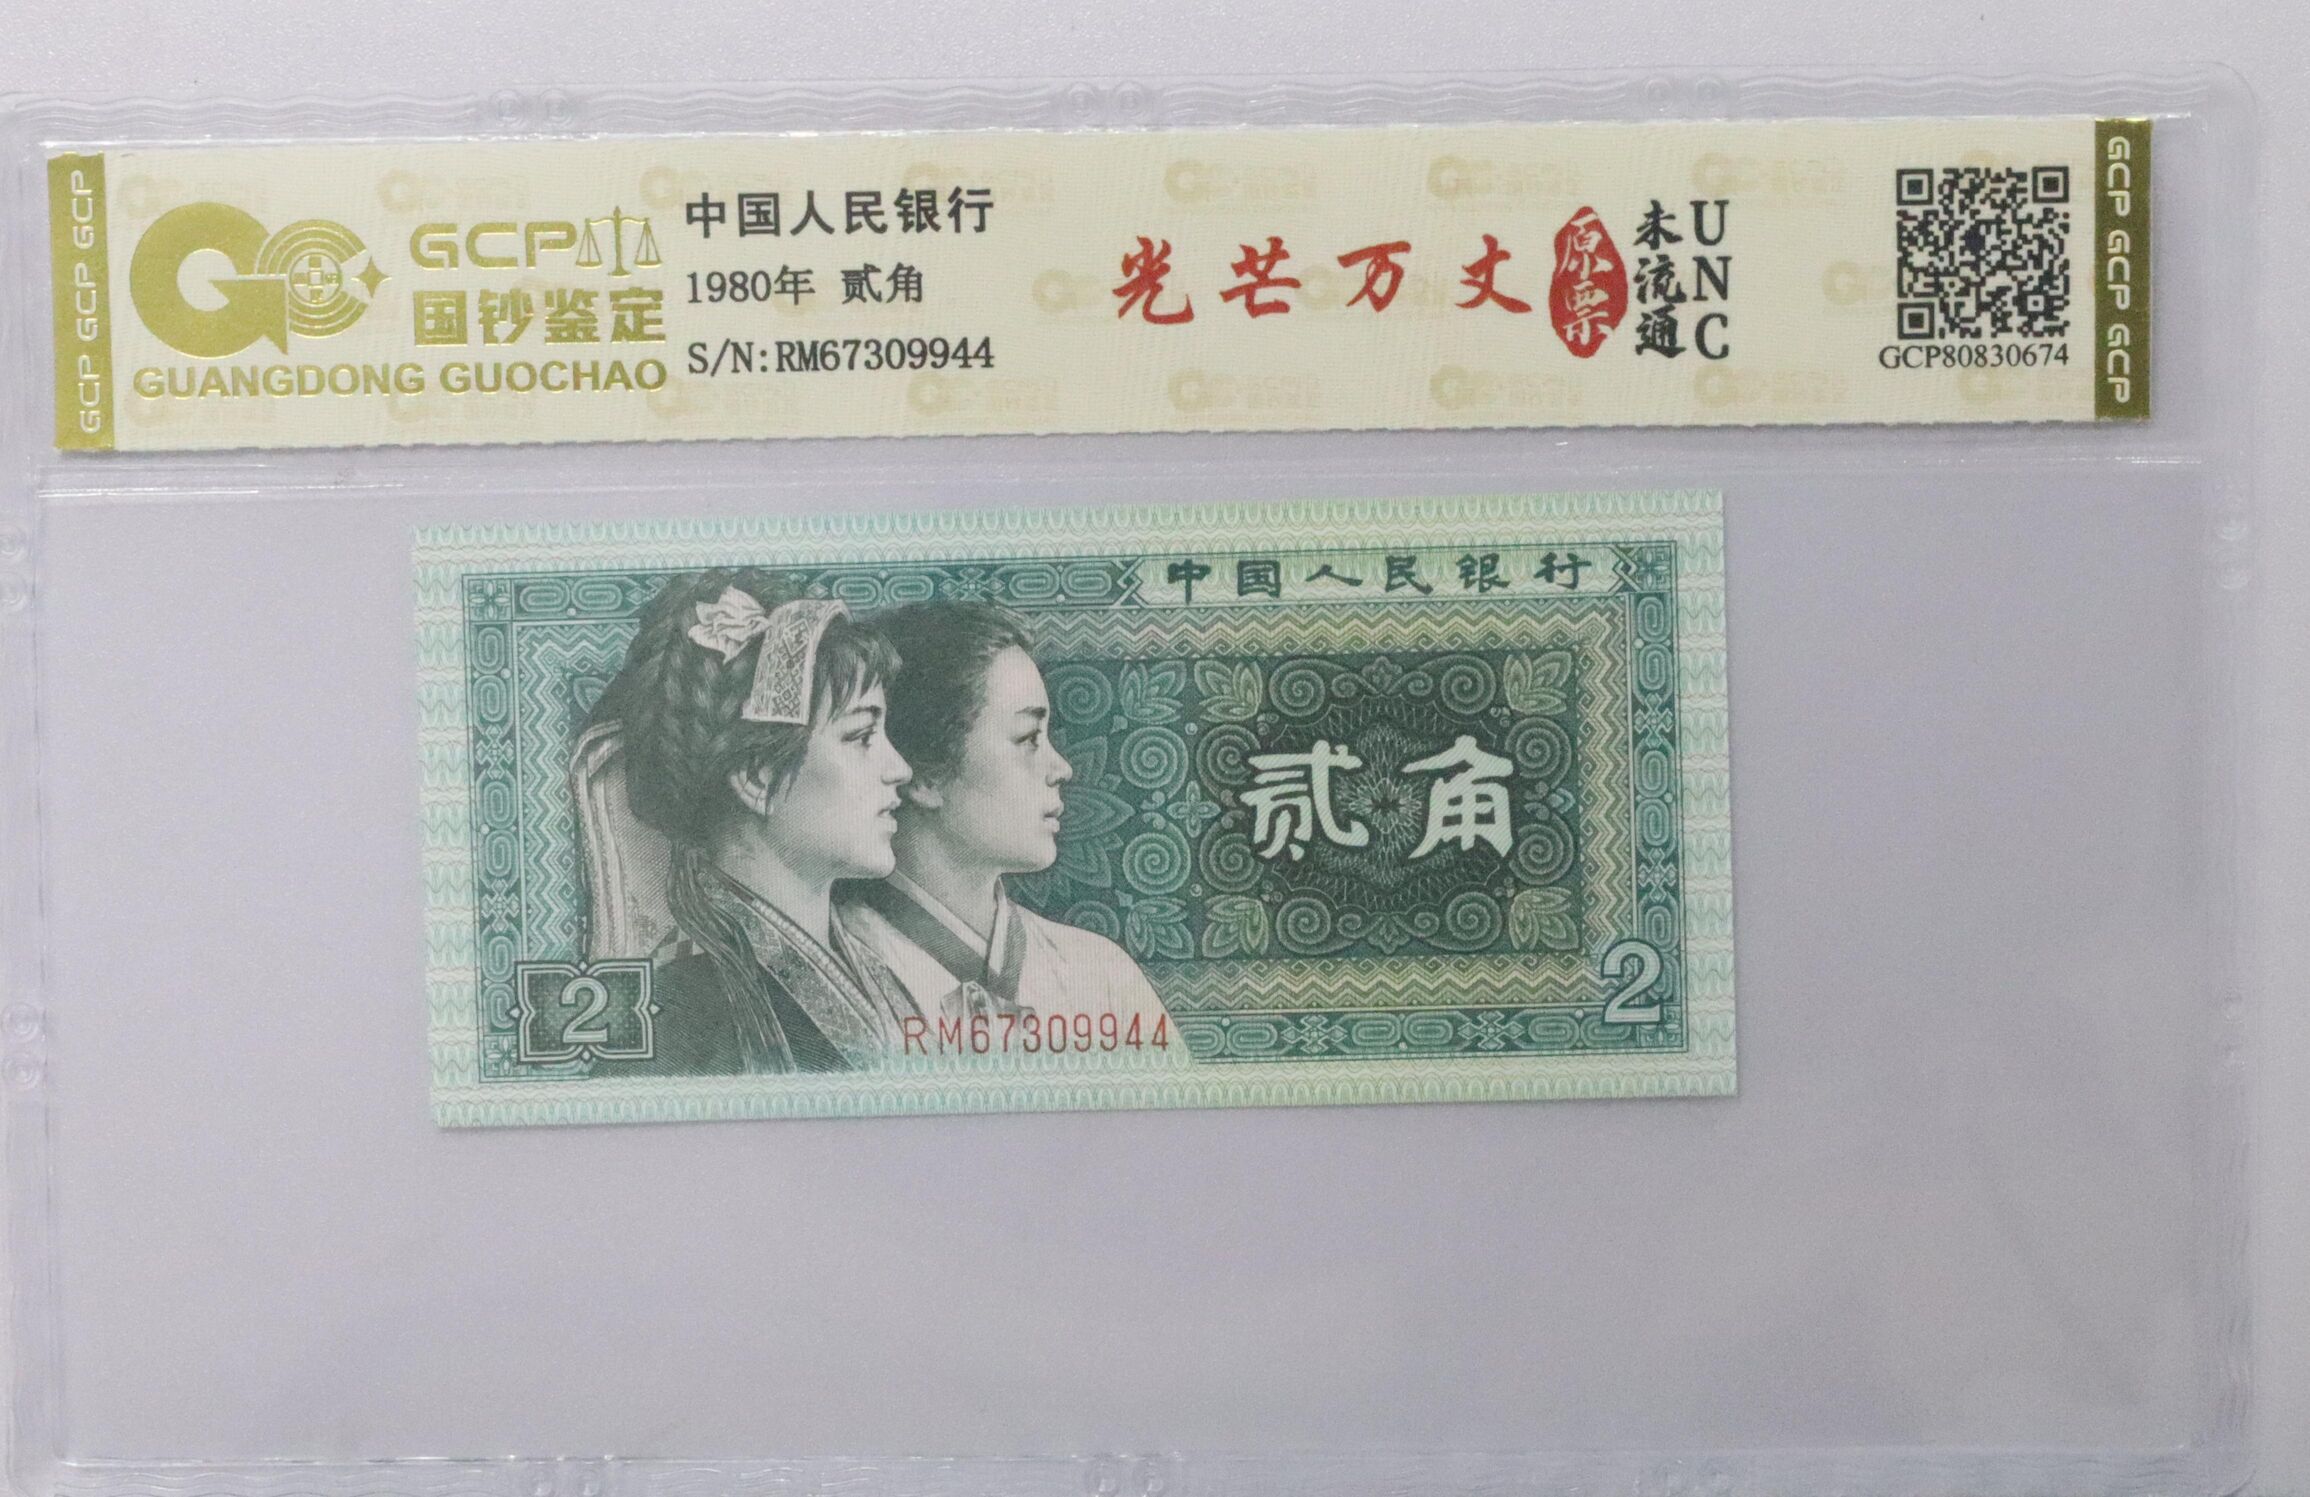 GCP GCP GCP
GCP
国钞鉴定
GUANGDONG GUOCHAO
中国人民银行
1980年 贰角
S/N:RM67309944
光芒万丈
原票
未流通
UNC
GCP80830674
GCP GCP GCP
中国人民银行
贰角
2
2
RM67309944